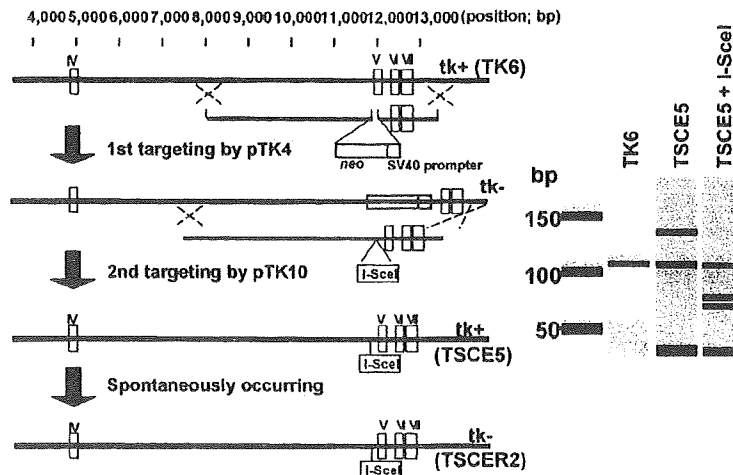 4,000 5,000 6,000 7,000 8,000 9,000 10,000 11,000 12,000 13,000 (position; bp)
IV V VI VII
tk+ (TK6)
1st targeting by pTK4
neo SV40 prompter
tk-
2nd targeting by pTK10
I-SceI
IV V VI VII
tk+
(TSCE5)
I-SceI
Spontaneously occurring
IV V VI VII
tk-
(TSCER2)
I-SceI
bp
TK6
TSCE5
TSCE5 + I-SceI
150
100
50